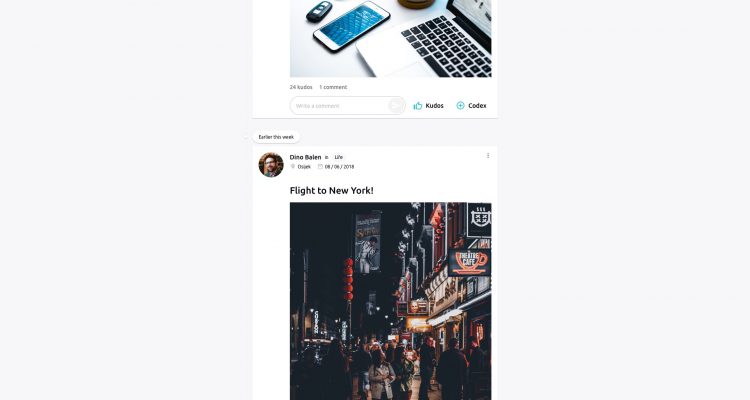 24 kudos 1 comment
Write a comment
Kudos
Codex
Earlier this week
Dino Balen in Life
Osijek 08 / 06 / 2018
Flight to New York!
THEATRE
CAFE